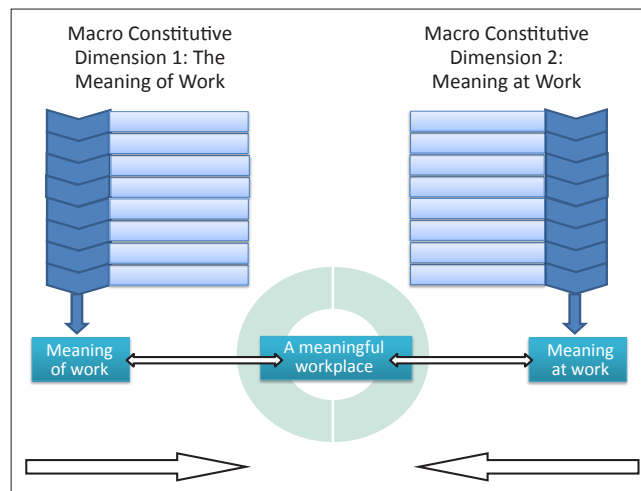 Macro Constitutive
Dimension 1: The
Meaning of Work
Macro Constitutive
Dimension 2:
Meaning at Work
Meaning
of work
A meaningful
workplace
Meaning
at work